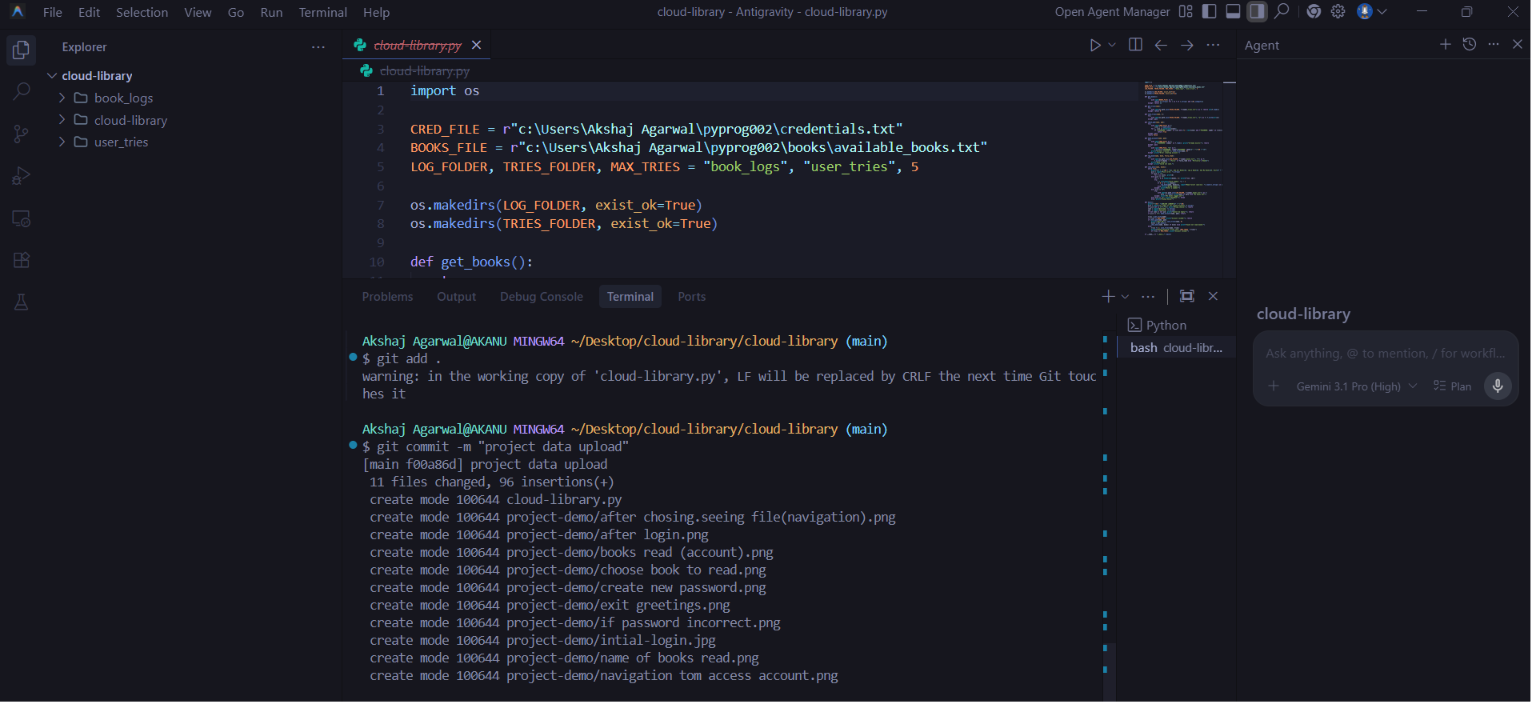 File Edit Selection View Go Run Terminal Help
cloud-library - Antigravity - cloud-library.py
Open Agent Manager
Explorer
cloud-library
book_logs
cloud-library
user_tries
cloud-library.py
cloud-library.py
1 import os
2
3 CRED_FILE = r"c:\Users\Akshaj Agarwal\pyprog002\credentials.txt"
4 BOOKS_FILE = r"c:\Users\Akshaj Agarwal\pyprog002\books\available_books.txt"
5 LOG_FOLDER, TRIES_FOLDER, MAX_TRIES = "book_logs", "user_tries", 5
6
7 os.makedirs(LOG_FOLDER, exist_ok=True)
8 os.makedirs(TRIES_FOLDER, exist_ok=True)
9
10 def get_books():
Problems Output Debug Console Terminal Ports
Akshaj Agarwal@AKANU MINGW64 ~/Desktop/cloud-library/cloud-library (main)
$ git add .
warning: in the working copy of 'cloud-library.py', LF will be replaced by CRLF the next time Git touc
hes it
Akshaj Agarwal@AKANU MINGW64 ~/Desktop/cloud-library/cloud-library (main)
$ git commit -m "project data upload"
[main f00a86d] project data upload
11 files changed, 96 insertions(+)
create mode 100644 cloud-library.py
create mode 100644 project-demo/after chosing.seeing file(navigation).png
create mode 100644 project-demo/after login.png
create mode 100644 project-demo/books read (account).png
create mode 100644 project-demo/choose book to read.png
create mode 100644 project-demo/create new password.png
create mode 100644 project-demo/exit greetings.png
create mode 100644 project-demo/if password incorrect.png
create mode 100644 project-demo/intial-login.jpg
create mode 100644 project-demo/name of books read.png
create mode 100644 project-demo/navigation tom access account.png
Python
bash cloud-libr...
Agent
cloud-library
Ask anything, @ to mention, / for workfl...
Gemini 3.1 Pro (High) Plan